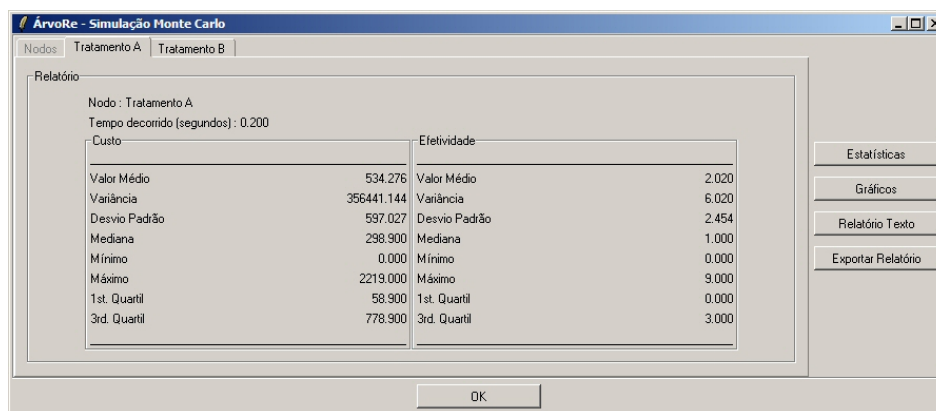 ÁrvoRe - Simulação Monte Carlo
Nodos Tratamento A Tratamento B
Relatório
Nodo : Tratamento A
Tempo decorrido (segundos) : 0.200
Custo
Valor Médio 534.276
Variância 356441.144
Desvio Padrão 597.027
Mediana 298.900
Mínimo 0.000
Máximo 2219.000
1st. Quartil 58.900
3rd. Quartil 778.900
Efetividade
Valor Médio 2.020
Variância 6.020
Desvio Padrão 2.454
Mediana 1.000
Mínimo 0.000
Máximo 9.000
1st. Quartil 0.000
3rd. Quartil 3.000
Estatísticas
Gráficos
Relatório Texto
Exportar Relatório
OK